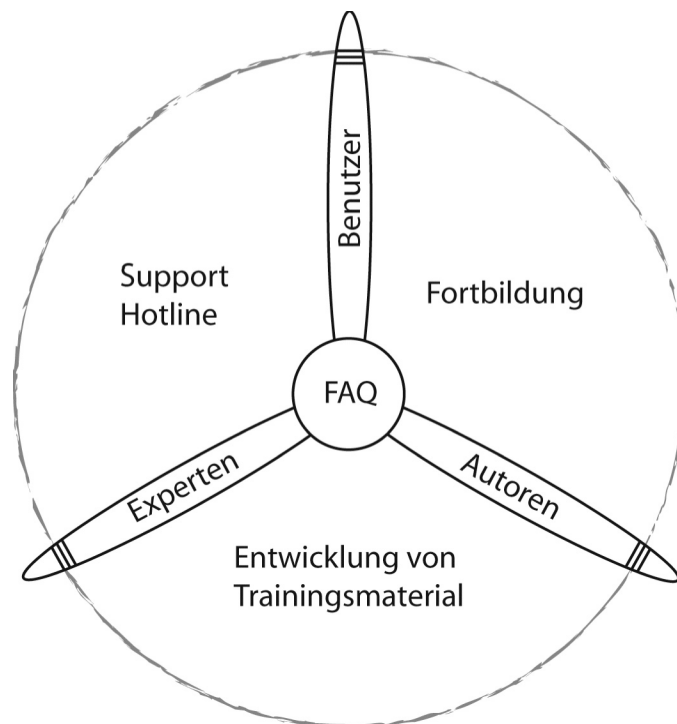 Benutzer
Support
Hotline
Fortbildung
FAQ
Experten
Autoren
Entwicklung von
Trainingsmaterial